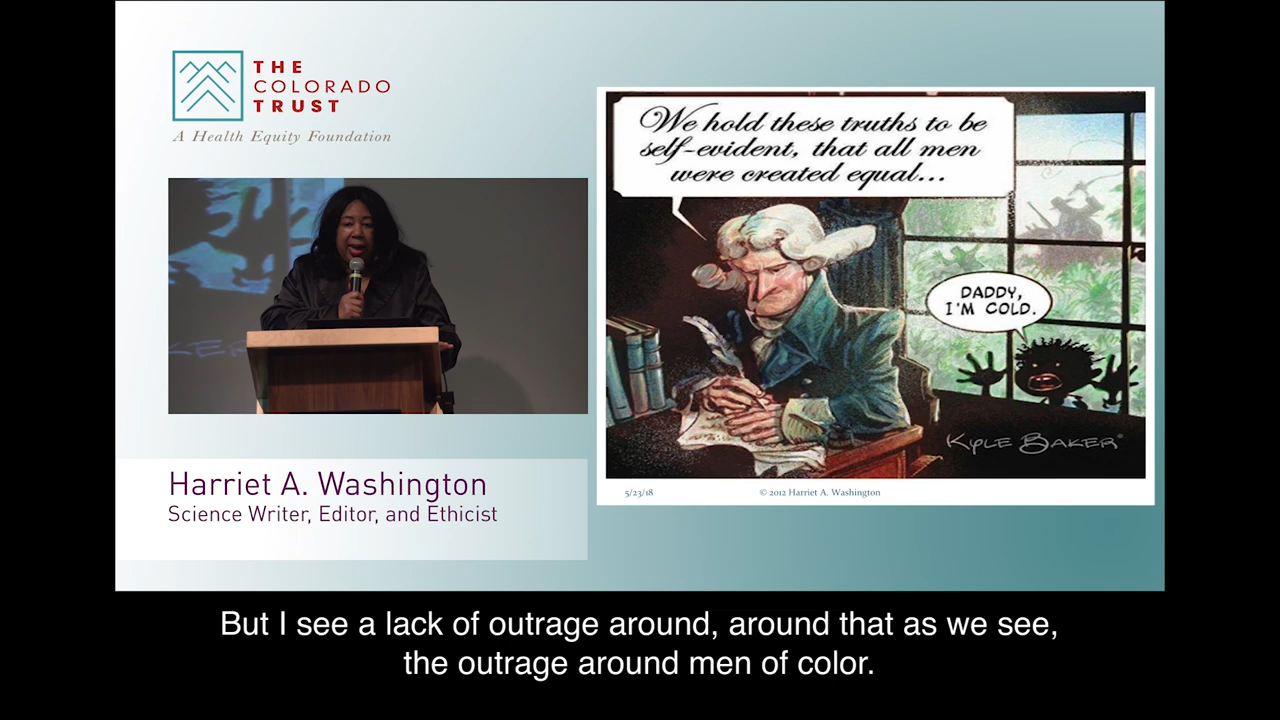 THE
COLORADO
TRUST
A Health Equity Foundation
We hold these truths to be
self-evident, that all men
were created equal...
DADDY,
I'M COLD.
KYLE BAKER
5/23/18
© 2012 Harriet A. Washington
Harriet A. Washington
Science Writer, Editor, and Ethicist
But I see a lack of outrage around, around that as we see,
the outrage around men of color.